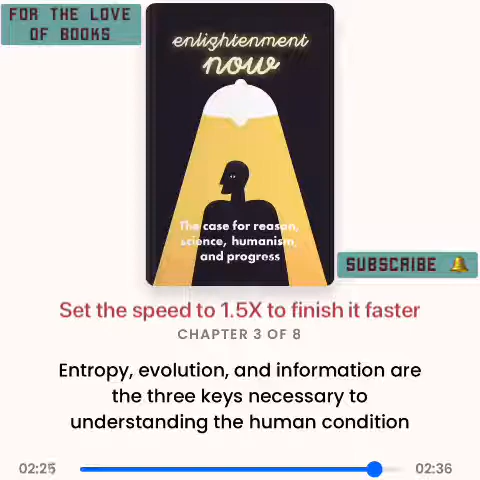 FOR THE LOVE
OF BOOKS
enlightenment
now
The case for reason,
science, humanism,
and progress
SUBSCRIBE
Set the speed to 1.5X to finish it faster
CHAPTER 3 OF 8
Entropy, evolution, and information are
the three keys necessary to
understanding the human condition
02:25
02:36